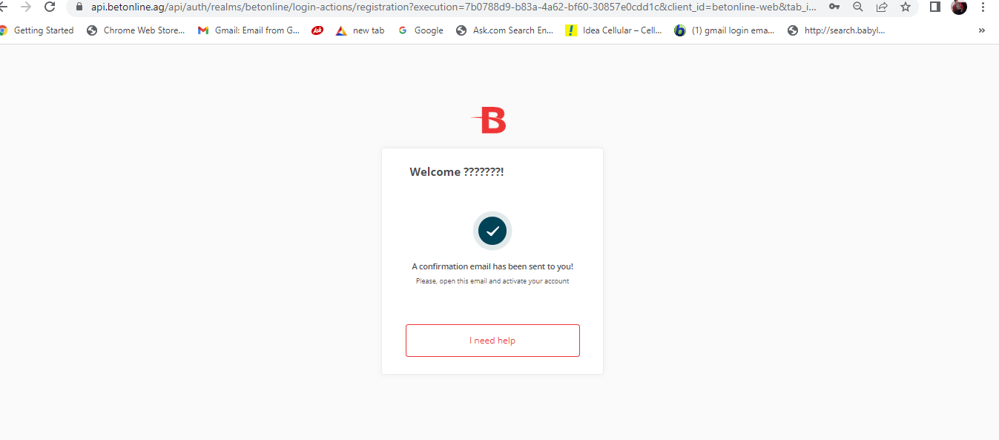 api.betonline.ag/api/auth/realms/betonline/login-actions/registration?execution=7b0788d9-b83a-4a62-bf60-30857e0cdd1c&client_id=betonline-web&tab_i...
Getting Started Chrome Web Store... Gmail: Email from G... Ask new tab Google Ask.com Search En... Idea Cellular – Cell... (1) gmail login ema... http://search.babyl... »
B
Welcome ???????!
A confirmation email has been sent to you!
Please, open this email and activate your account
I need help